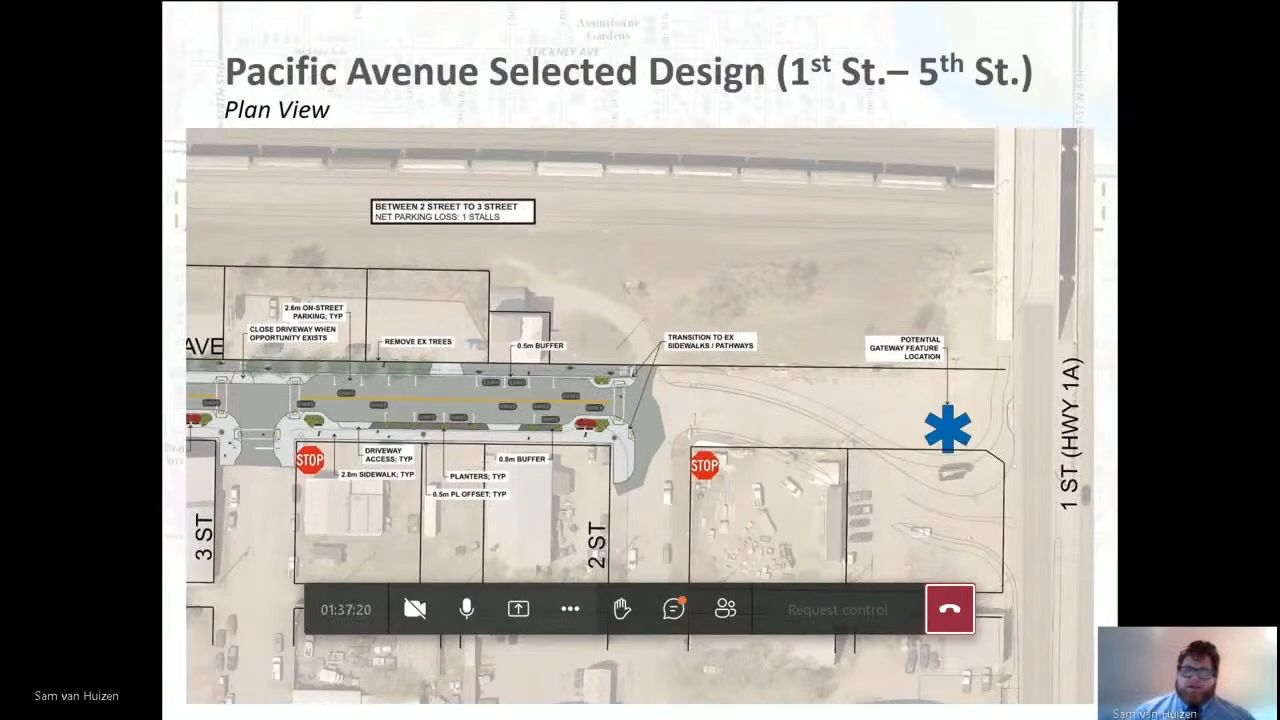 Assiniboine
Gardens
STICKNEY AVE
Pacific Avenue Selected Design (1st St.– 5th St.)
Plan View
BETWEEN 2 STREET TO 3 STREET
NET PARKING LOSS: 1 STALLS
2.6m ON-STREET
PARKING; TYP
CLOSE DRIVEWAY WHEN
OPPORTUNITY EXISTS
REMOVE EX TREES
0.5m BUFFER
TRANSITION TO EX
SIDEWALKS / PATHWAYS
POTENTIAL
GATEWAY FEATURE
LOCATION
AVE
STOP
DRIVEWAY
ACCESS; TYP
2.8m SIDEWALK; TYP
0.8m BUFFER
PLANTERS; TYP
0.5m PL OFFSET; TYP
STOP
3 ST
2 ST
1 ST (HWY 1A)
01:37:20
Request control
Sam van Huizen
Sam van Huizen